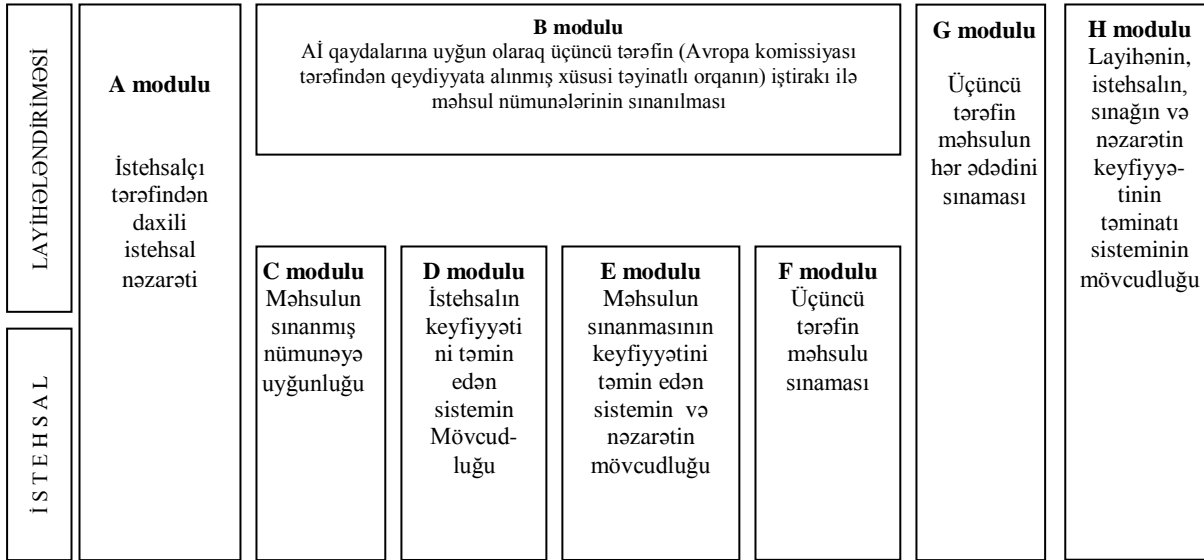 LAYİHƏLƏNDİRİMƏSİ
İ S T E H S A L
A modulu
İstehsalçı
tərəfindən
daxili
istehsal
nəzarəti
B modulu
Aİ qaydalarına uyğun olaraq üçüncü tərəfin (Avropa komissiyası
tərəfindən qeydiyyata alınmış xüsusi təyinatlı orqanın) iştirakı ilə
məhsul nümunələrinin sınanılması
C modulu
Məhsulun
sınanmış
nümunəyə
uyğunluğu
D modulu
İstehsalın
keyfiyyəti
ni təmin
edən
sistemin
Mövcud-
luğu
E modulu
Məhsulun
sınanmasının
keyfiyyətini
təmin edən
sistemin və
nəzarətin
mövcudluğu
F modulu
Üçüncü
tərəfin
məhsulu
sınaması
G modulu
Üçüncü
tərəfin
məhsulun
hər ədədini
sınaması
H modulu
Layihənin,
istehsalın,
sınağın və
nəzarətin
keyfiyyə-
tinin
təminatı
sisteminin
mövcudluğu